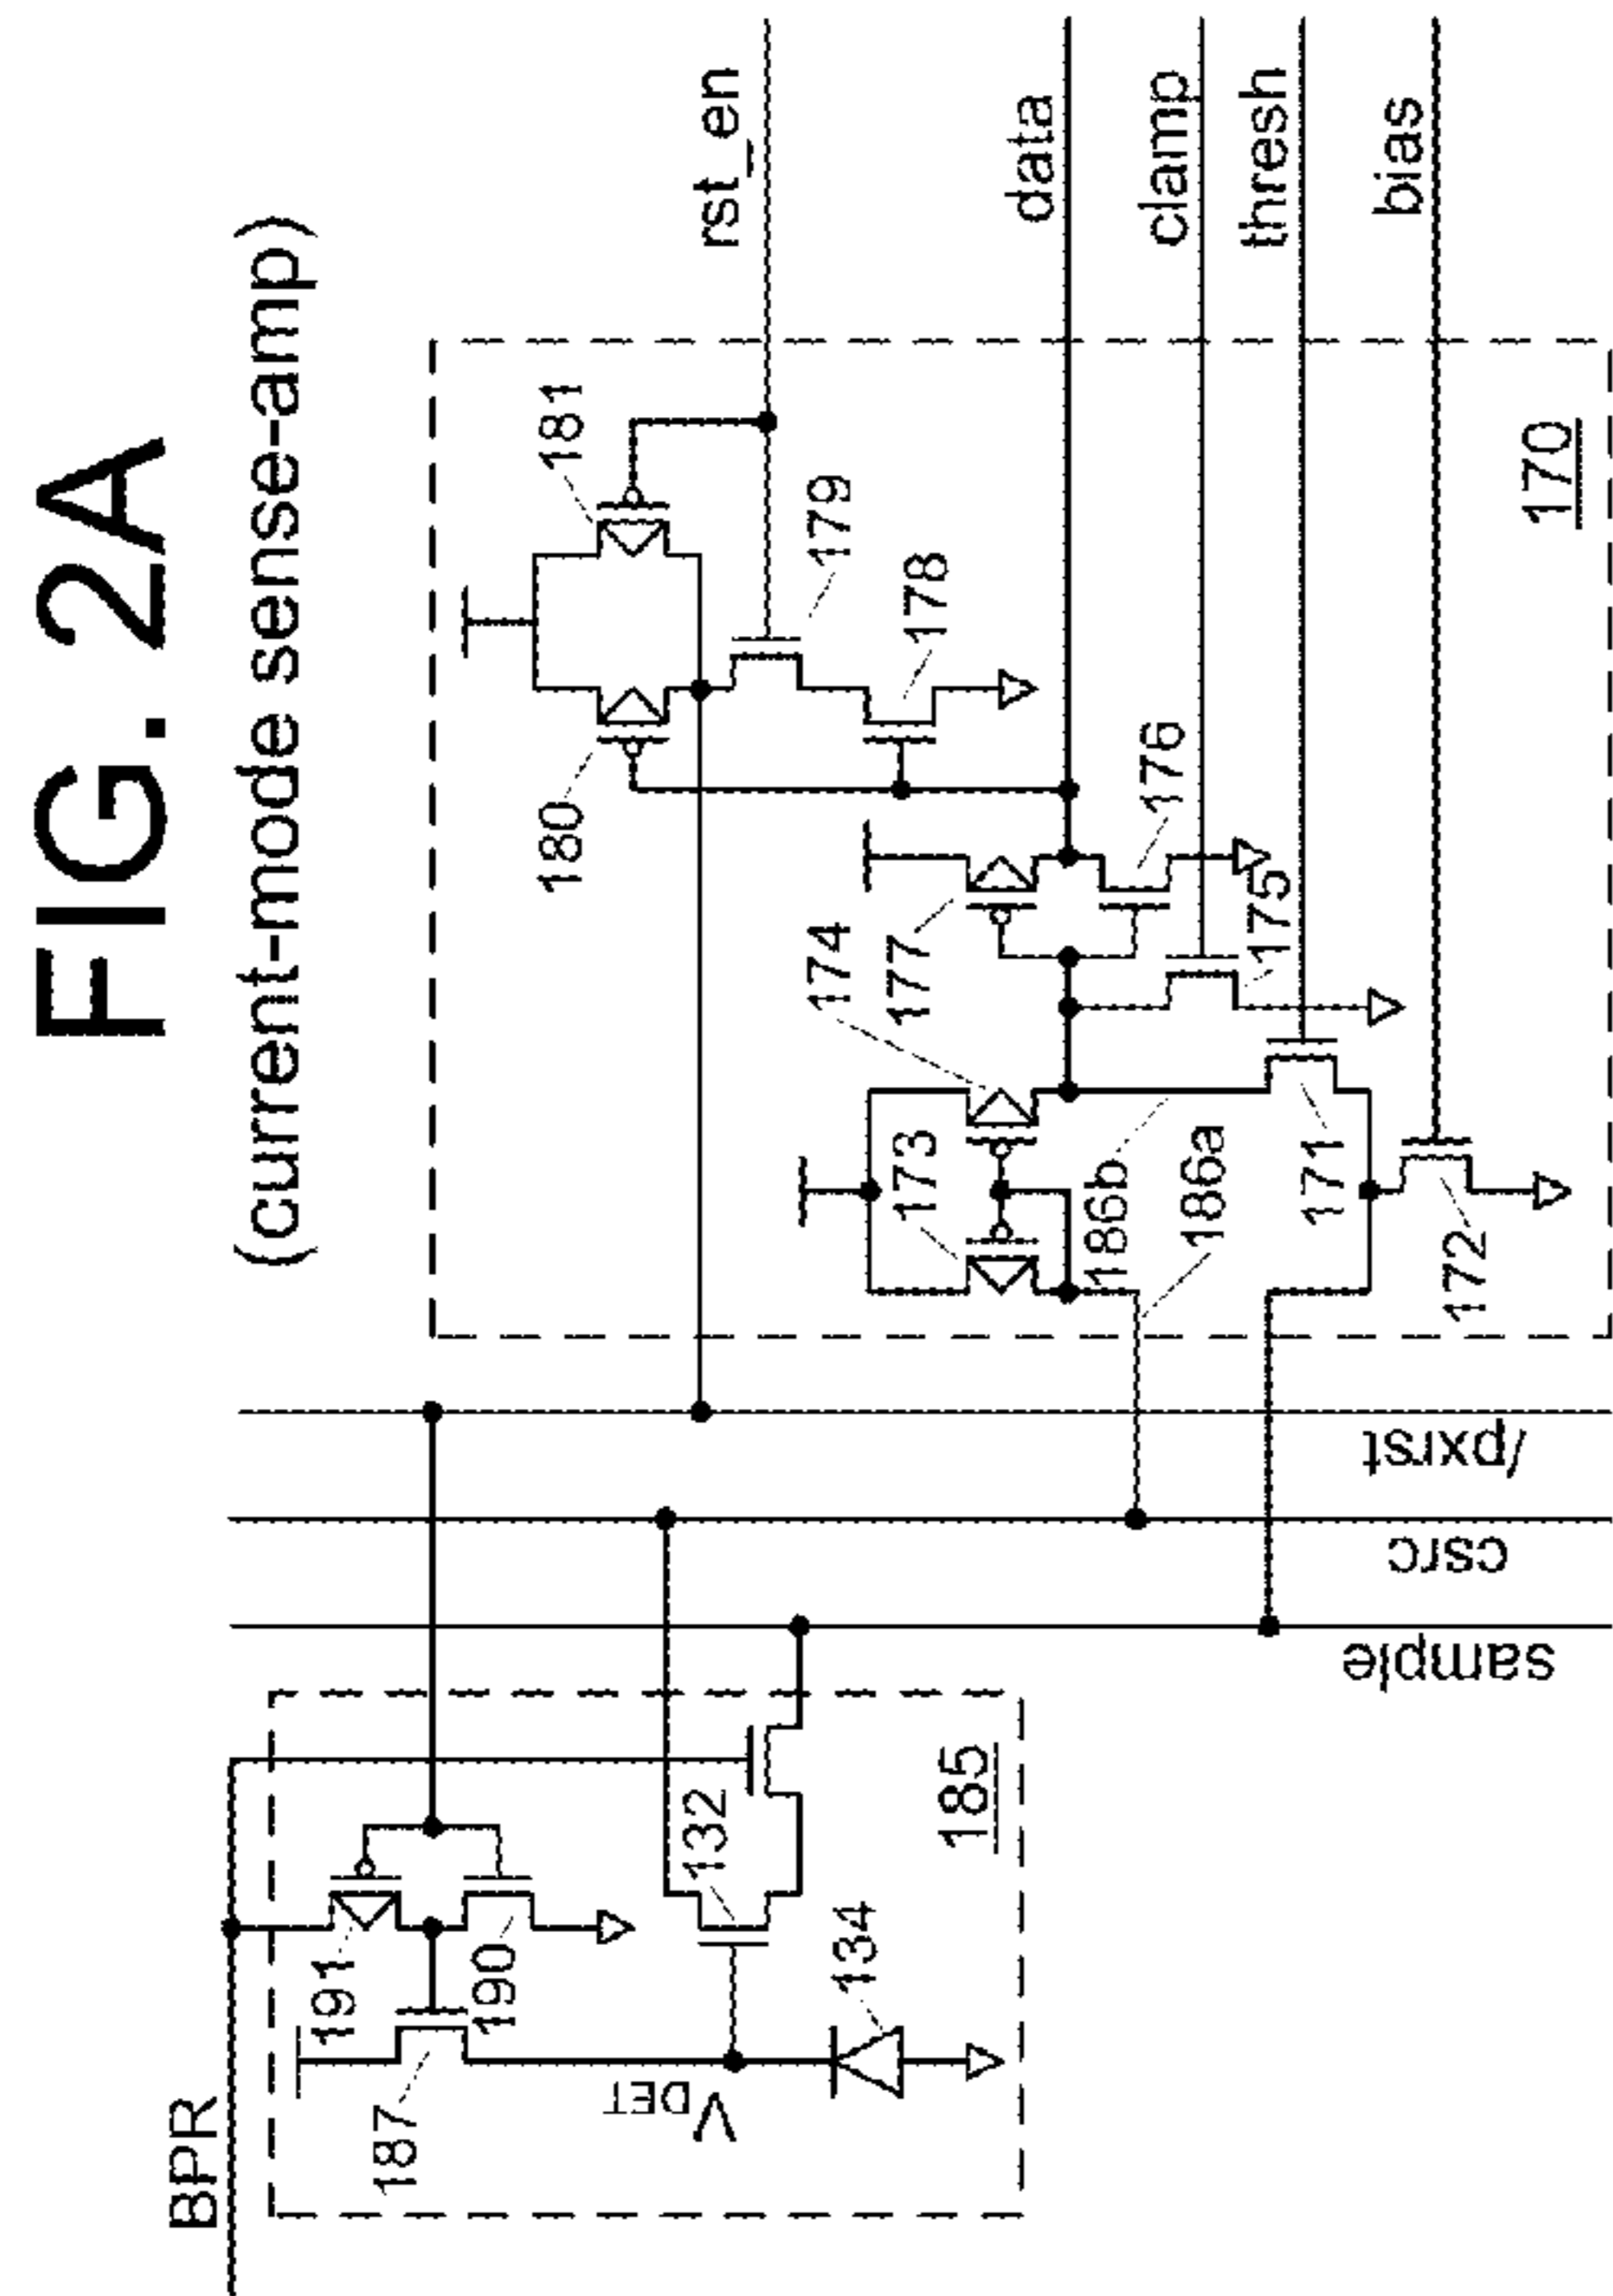 FIG. 2A
(current-mode sense-amp)
BPR
rst_en
181
180
179
191
187
190
178
data
VDET
174
177
176
clamp
132
173
175
thresh
134
186b
186a
171
bias
185
172
170
sample
csrc
/pxrst